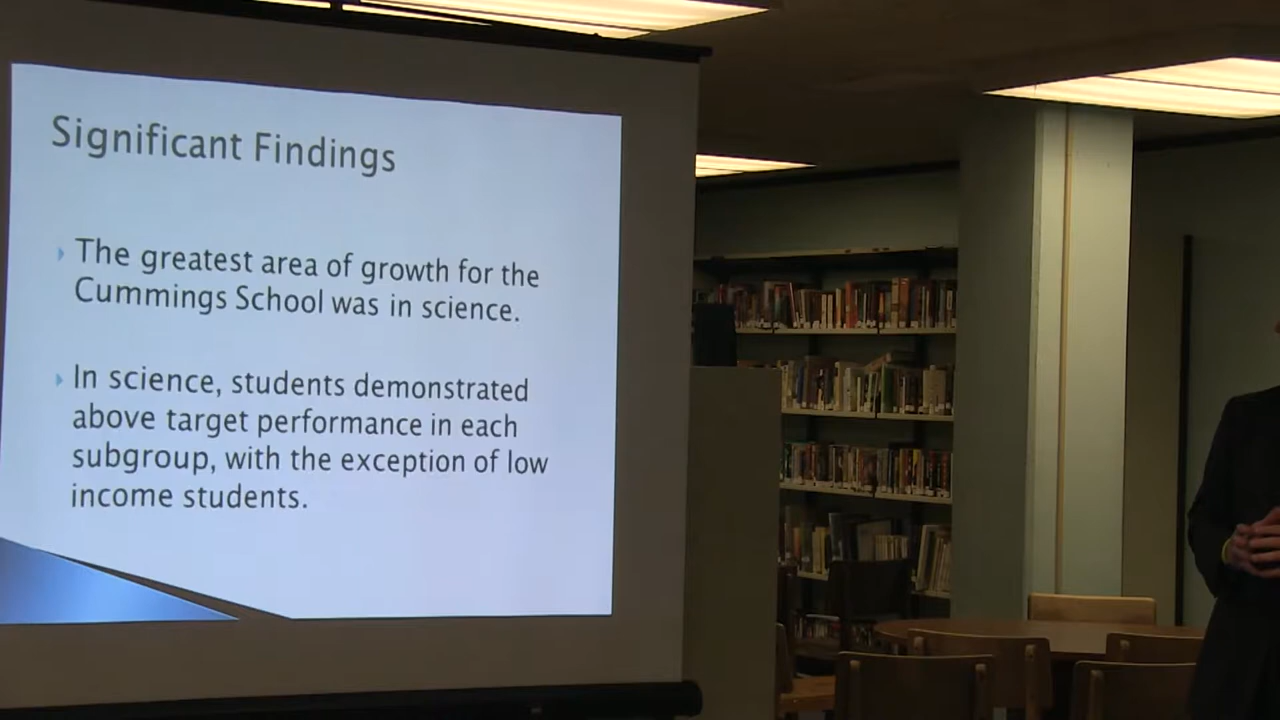 Significant Findings
The greatest area of growth for the
Cummings School was in science.
In science, students demonstrated
above target performance in each
subgroup, with the exception of low
income students.